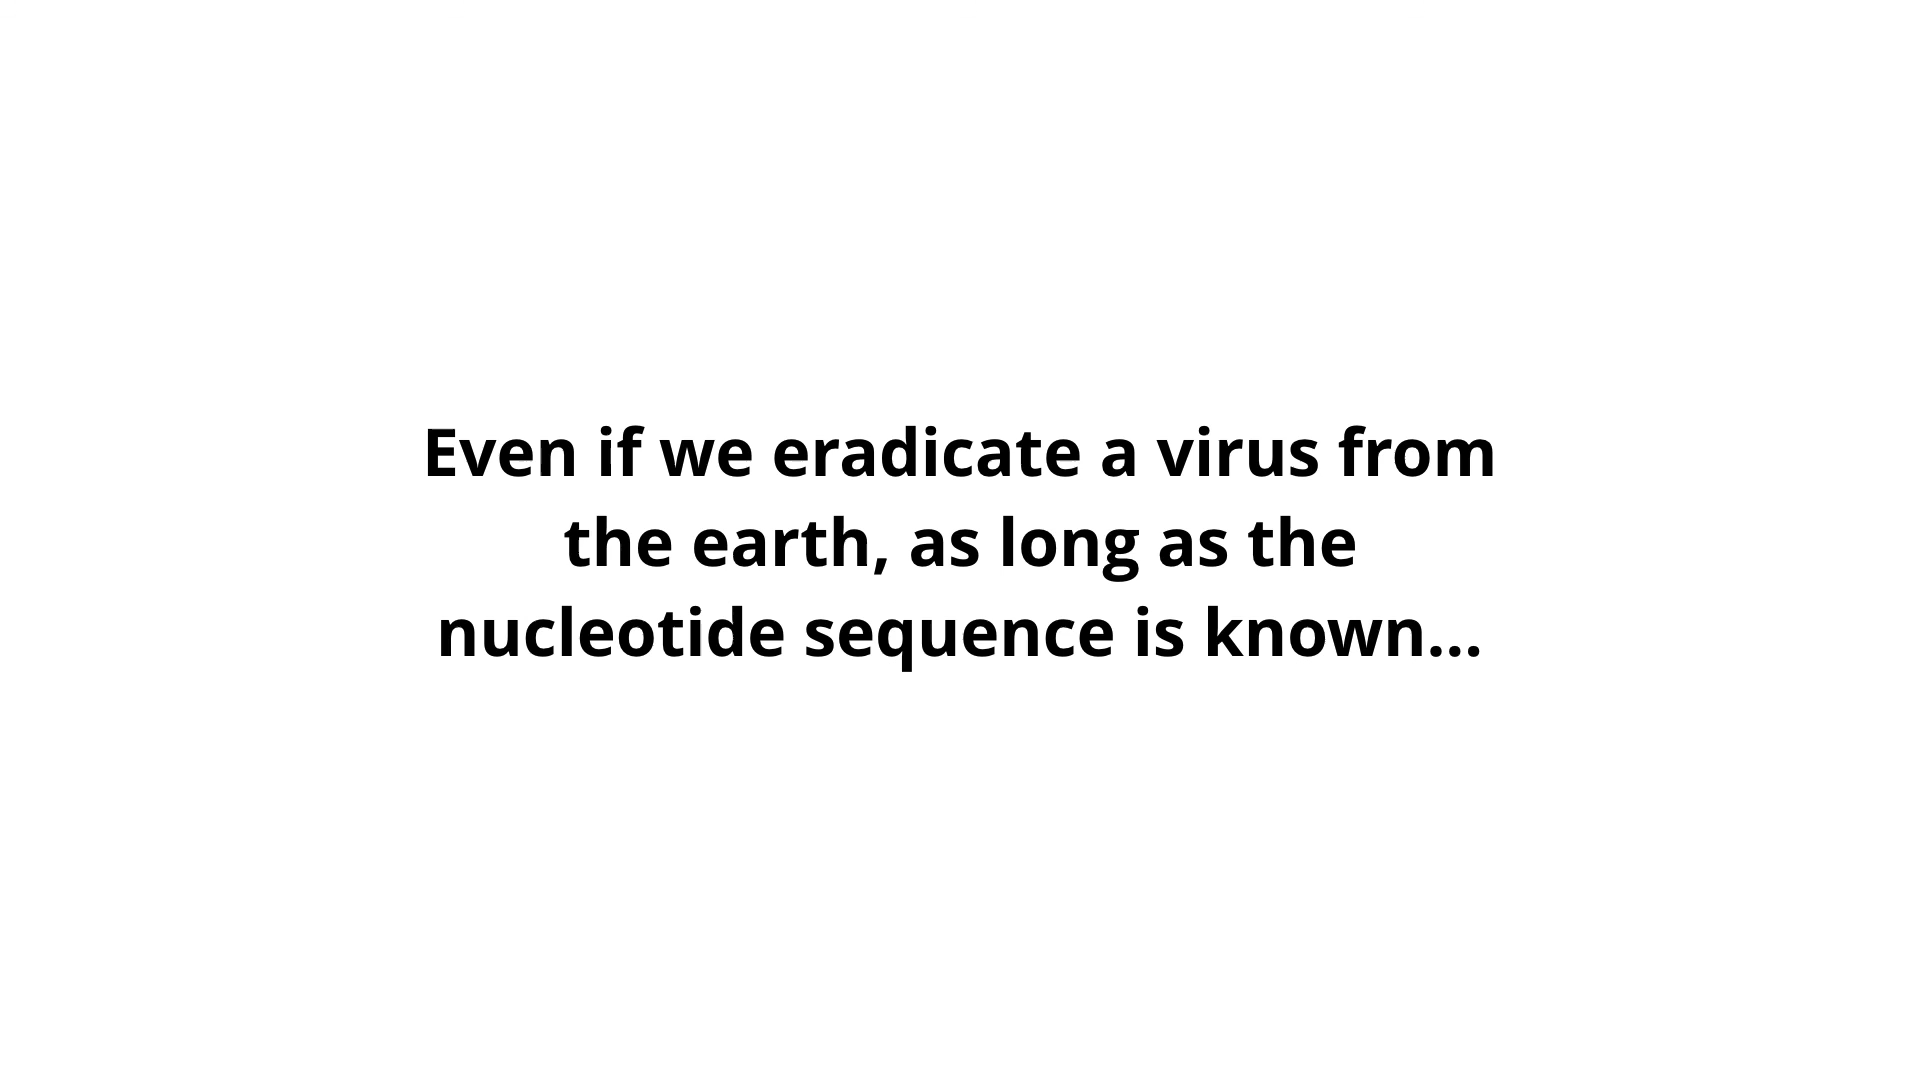 Even if we eradicate a virus from
the earth, as long as the
nucleotide sequence is known...